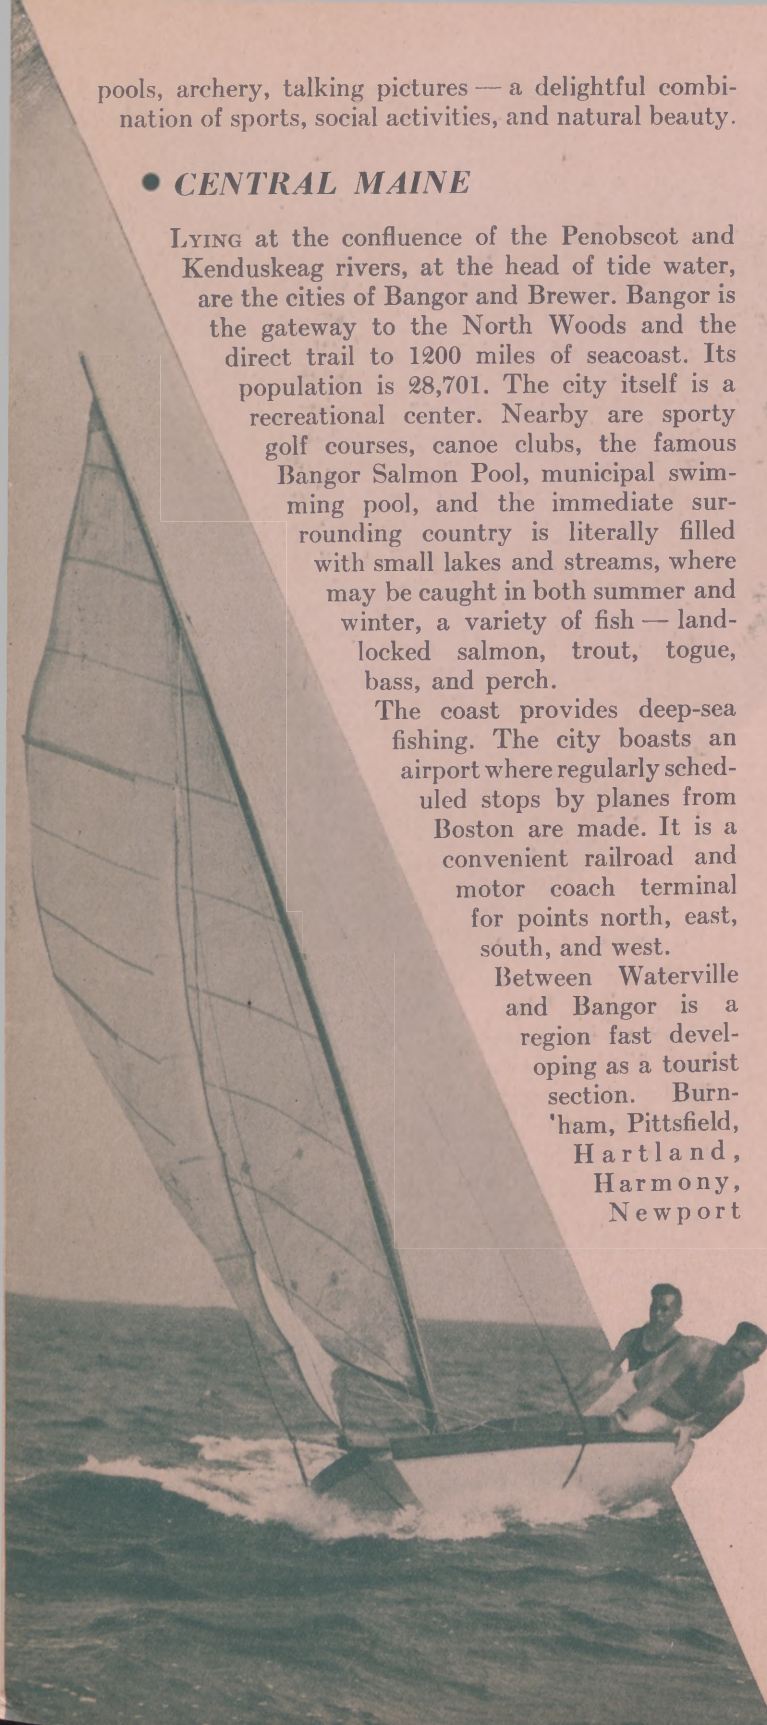 pools, archery, talking pictures — a delightful combi-
nation of sports, social activities, and natural beauty.
• CENTRAL MAINE
LYING at the confluence of the Penobscot and
Kenduskeag rivers, at the head of tide water,
are the cities of Bangor and Brewer. Bangor is
the gateway to the North Woods and the
direct trail to 1200 miles of seacoast. Its
population is 28,701. The city itself is a
recreational center. Nearby are sporty
golf courses, canoe clubs, the famous
Bangor Salmon Pool, municipal swim-
ming pool, and the immediate sur-
rounding country is literally filled
with small lakes and streams, where
may be caught in both summer and
winter, a variety of fish — land-
locked salmon, trout, togue,
bass, and perch.
The coast provides deep-sea
fishing. The city boasts an
airport where regularly sched-
uled stops by planes from
Boston are made. It is a
convenient railroad and
motor coach terminal
for points north, east,
south, and west.
Between Waterville
and Bangor is a
region fast devel-
oping as a tourist
section. Burn-
'ham, Pittsfield,
Hartland,
Harmony,
Newport